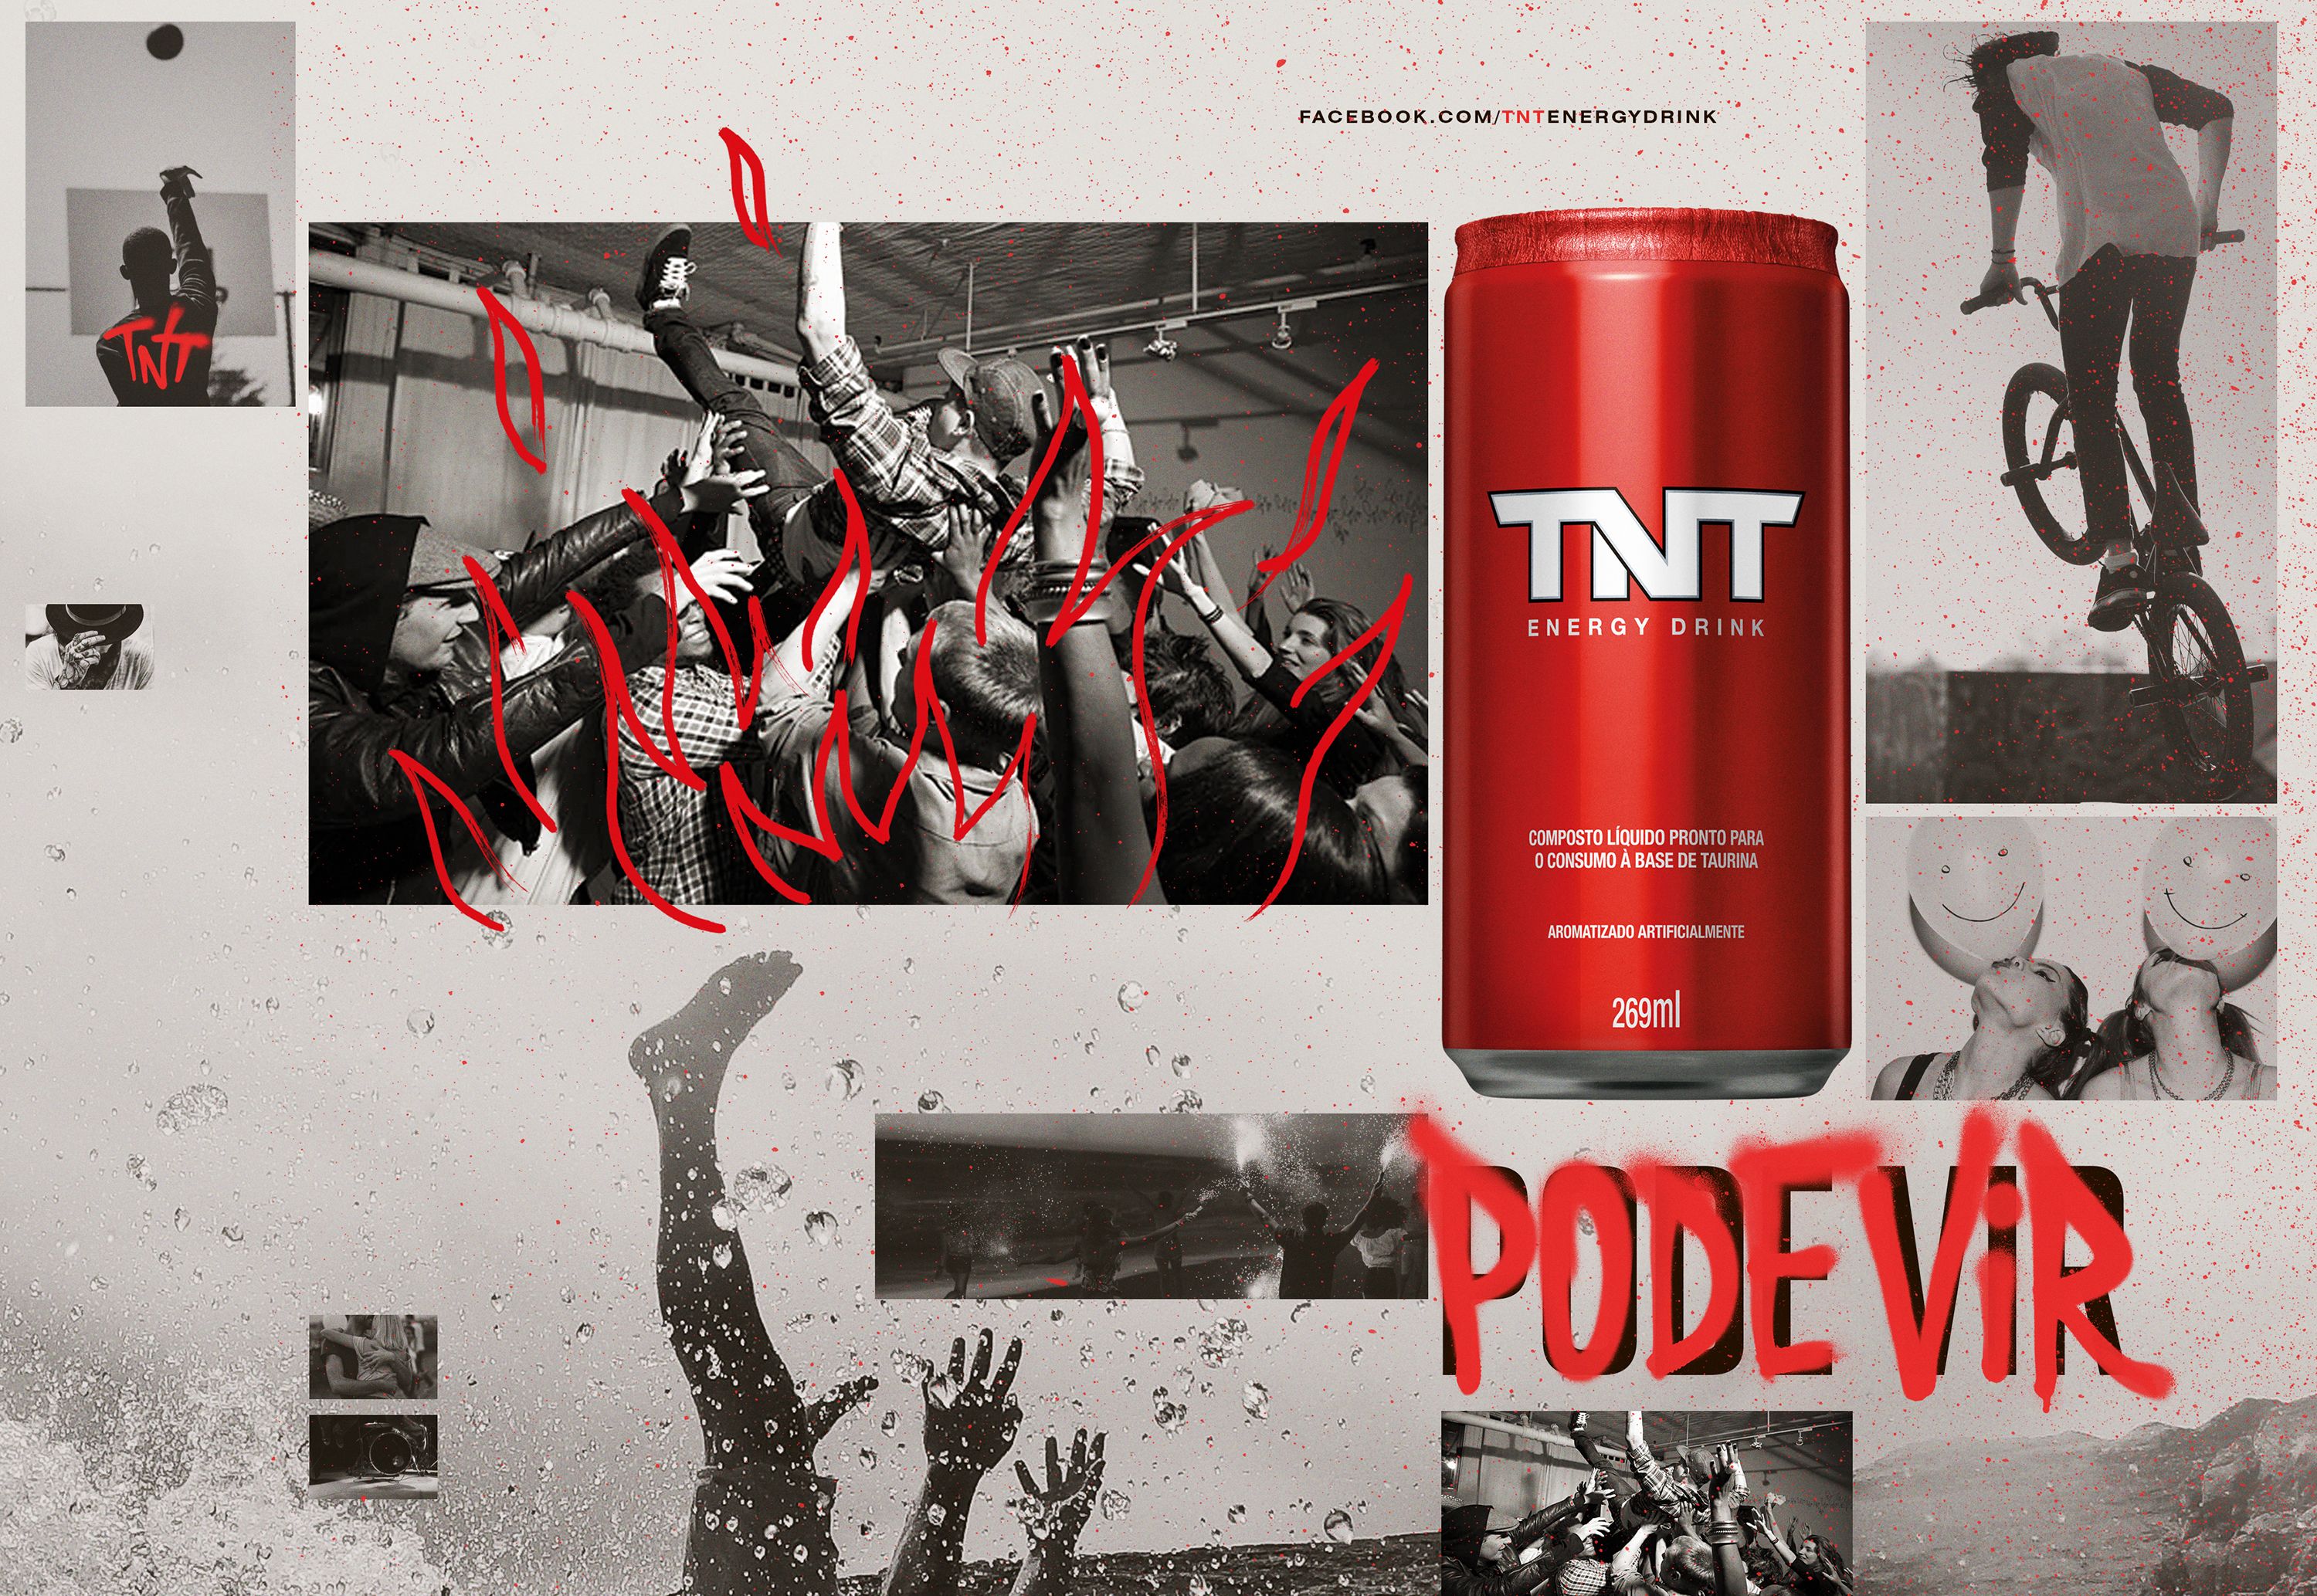 FACEBOOK.COM/TNTENERGYDRINK
TNT
TNT
ENERGY DRINK
COMPOSTO LÍQUIDO PRONTO PARA
O CONSUMO À BASE DE TAURINA
AROMATIZADO ARTIFICIALMENTE
269ml
PODE ViR